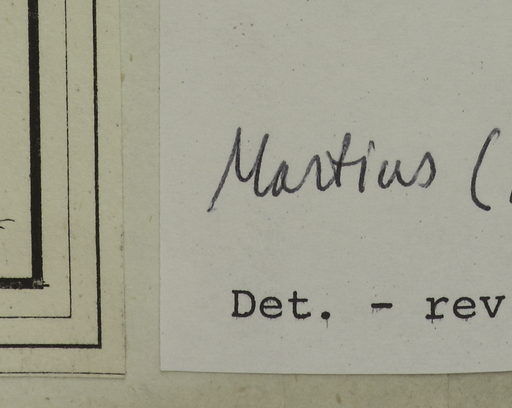 Martius (
Det. - rev